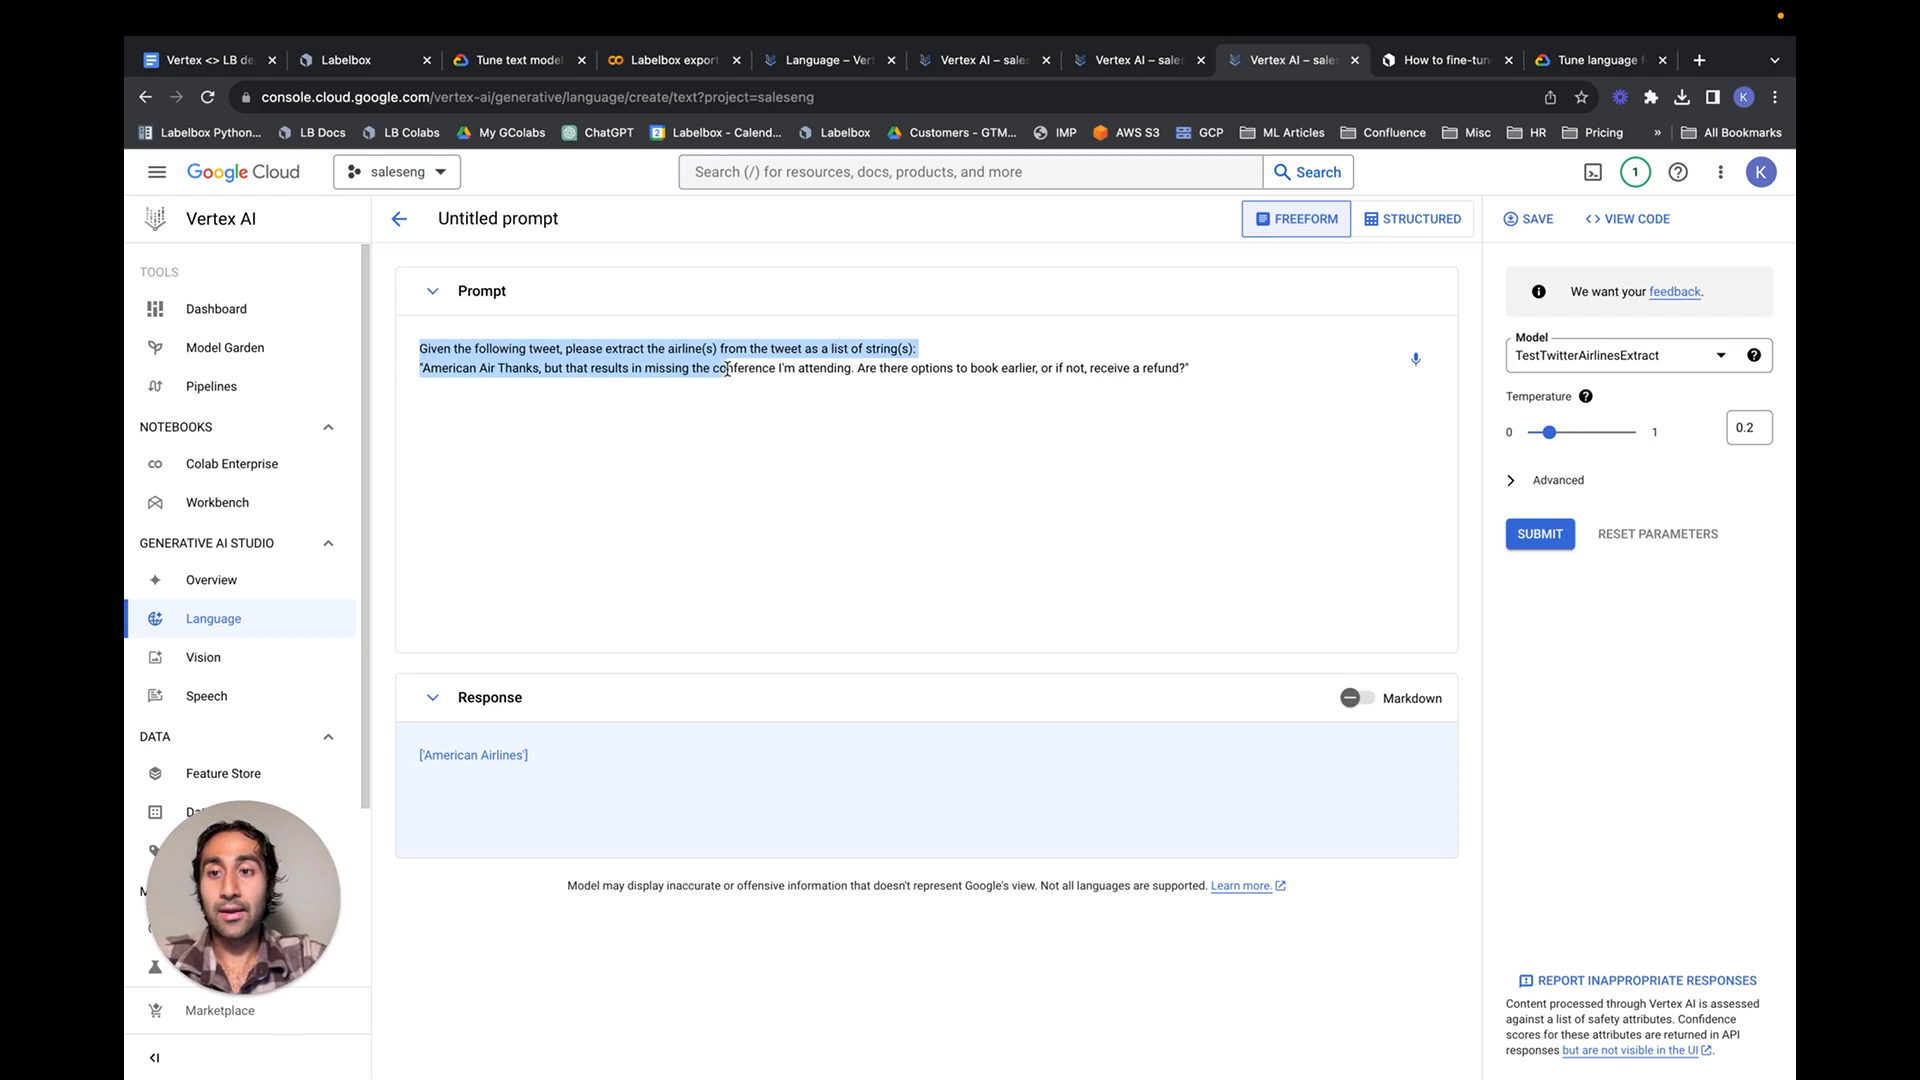 Vertex <> LB de
Labelbox
Tune text mode
Labelbox export
Language – Vert
Vertex AI – sales
Vertex AI – sales
Vertex AI – sales
How to fine-tun
Tune language f
console.cloud.google.com/vertex-ai/generative/language/create/text?project=saleseng
K
Labelbox Python...
LB Docs
LB Colabs
My GColabs
ChatGPT
Labelbox - Calend...
Labelbox
Customers - GTM...
IMP
AWS S3
GCP
ML Articles
Confluence
Misc
HR
Pricing
»
All Bookmarks
Google Cloud
saleseng
Search (/) for resources, docs, products, and more
Search
1
K
Vertex AI
Untitled prompt
FREEFORM
STRUCTURED
SAVE
<> VIEW CODE
TOOLS
Dashboard
Model Garden
Pipelines
NOTEBOOKS
Colab Enterprise
Workbench
GENERATIVE AI STUDIO
Overview
Language
Vision
Speech
DATA
Feature Store
Marketplace
Prompt
Given the following tweet, please extract the airline(s) from the tweet as a list of string(s):
"American Air Thanks, but that results in missing the conference I'm attending. Are there options to book earlier, or if not, receive a refund?"
Response
Markdown
['American Airlines']
Model may display inaccurate or offensive information that doesn't represent Google's view. Not all languages are supported. Learn more.
We want your feedback.
Model
TestTwitterAirlinesExtract
Temperature
0
1
0.2
Advanced
SUBMIT
RESET PARAMETERS
REPORT INAPPROPRIATE RESPONSES
Content processed through Vertex AI is assessed
against a list of safety attributes. Confidence
scores for these attributes are returned in API
responses but are not visible in the UI.